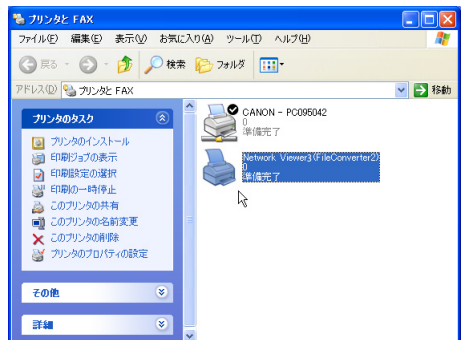 プリンタと FAX
ファイル(F) 編集(E) 表示(V) お気に入り(A) ツール(T) ヘルプ(H)
戻る 検索 フォルダ
アドレス(D) プリンタと FAX 移動
プリンタのタスク
プリンタのインストール
印刷ジョブの表示
印刷設定の選択
印刷の一時停止
このプリンタの共有
このプリンタの名前変更
このプリンタの削除
プリンタのプロパティの設定
その他
詳細
CANON - PC095042
0
準備完了
Network Viewer3(FileConverter2)
0
準備完了